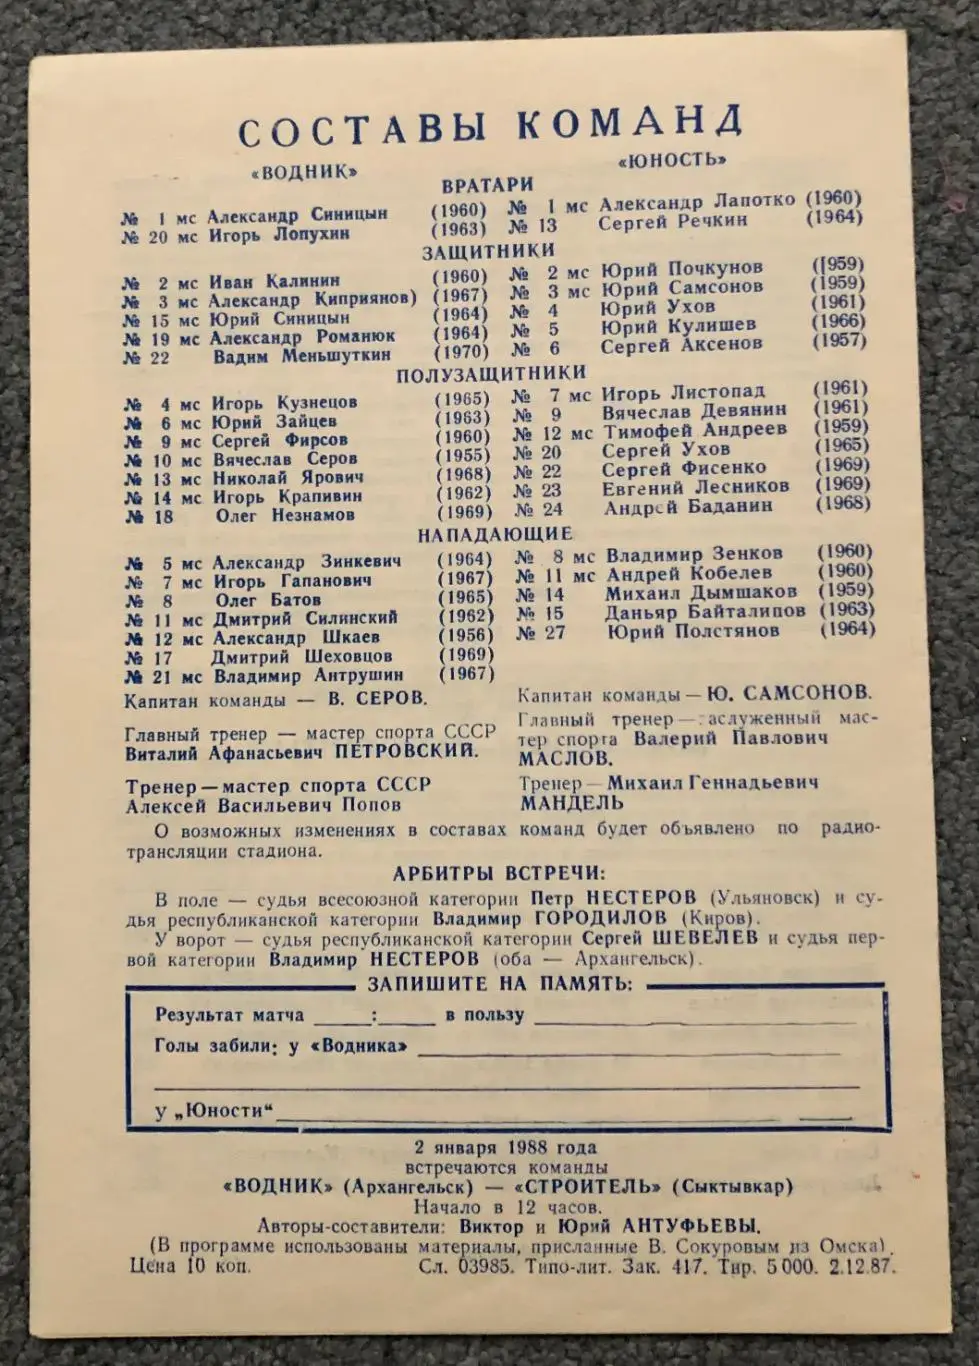 СОСТАВЫ КОМАНД
«ВОДНИК» «ЮНОСТЬ»
ВРАТАРИ
№ 1 мс Александр Синицын (1960) № 1 мс Александр Лапотко (1960)
№ 20 мс Игорь Лопухин (1963) № 13 Сергей Речкин (1964)
ЗАЩИТНИКИ
№ 2 мс Иван Калинин (1960) № 2 мс Юрий Почкунов (1959)
№ 3 мс Александр Киприянов) (1967) № 3 мс Юрий Самсонов (1959)
№ 15 мс Юрий Синицын (1964) № 4 Юрий Ухов (1961)
№ 19 мс Александр Романюк (1964) № 5 Юрий Кулишев (1966)
№ 22 Вадим Меньшуткин (1970) № 6 Сергей Аксенов (1957)
ПОЛУЗАЩИТНИКИ
№ 4 мс Игорь Кузнецов (1965) № 7 мс Игорь Листопад (1961)
№ 6 мс Юрий Зайцев (1963) № 9 Вячеслав Девянин (1961)
№ 9 мс Сергей Фирсов (1960) № 12 мс Тимофей Андреев (1959)
№ 10 мс Вячеслав Серов (1955) № 20 Сергей Ухов (1965)
№ 13 мс Николай Ярович (1968) № 22 Сергей Фисенко (1969)
№ 14 мс Игорь Крапивин (1962) № 23 Евгений Лесников (1969)
№ 18 Олег Незнамов (1969) № 24 Андрей Баданин (1968)
НАПАДАЮЩИЕ
№ 5 мс Александр Зинкевич (1964) № 8 мс Владимир Зенков (1960)
№ 7 мс Игорь Гапанович (1967) № 11 мс Андрей Кобелев (1960)
№ 8 Олег Батов (1965) № 14 Михаил Дымшаков (1959)
№ 11 мс Дмитрий Силинский (1962) № 15 Даньяр Байталипов (1963)
№ 12 мс Александр Шкаев (1956) № 27 Юрий Полстянов (1964)
№ 17 Дмитрий Шеховцов (1969)
№ 21 мс Владимир Антрушин (1967)
Капитан команды — В. СЕРОВ.
Главный тренер — мастер спорта СССР
Виталий Афанасьевич ПЕТРОВСКИЙ.
Тренер — мастер спорта СССР
Алексей Васильевич Попов
Капитан команды — Ю. САМСОНОВ.
Главный тренер — заслуженный мас-
тер спорта Валерий Павлович
МАСЛОВ.
Тренер — Михаил Геннадьевич
МАНДЕЛЬ
О возможных изменениях в составах команд будет объявлено по радио-
трансляции стадиона.
АРБИТРЫ ВСТРЕЧИ:
В поле — судья всесоюзной категории Петр НЕСТЕРОВ (Ульяновск) и су-
дья республиканской категории Владимир ГОРОДИЛОВ (Киров).
У ворот — судья республиканской категории Сергей ШЕВЕЛЕВ и судья пер-
вой категории Владимир НЕСТЕРОВ (оба — Архангельск).
ЗАПИШИТЕ НА ПАМЯТЬ:
Результат матча ____:____ в пользу ____
Голы забили: у «Водника» ____
у „Юности“ ____
2 января 1988 года
встречаются команды
«ВОДНИК» (Архангельск) — «СТРОИТЕЛЬ» (Сыктывкар)
Начало в 12 часов.
Авторы-составители: Виктор и Юрий АНТУФЬЕВЫ.
(В программе использованы материалы, присланные В. Сокуровым из Омска).
Цена 10 коп. Сл. 03985. Типо-лит. Зак. 417. Тир. 5 000. 2.12.87.